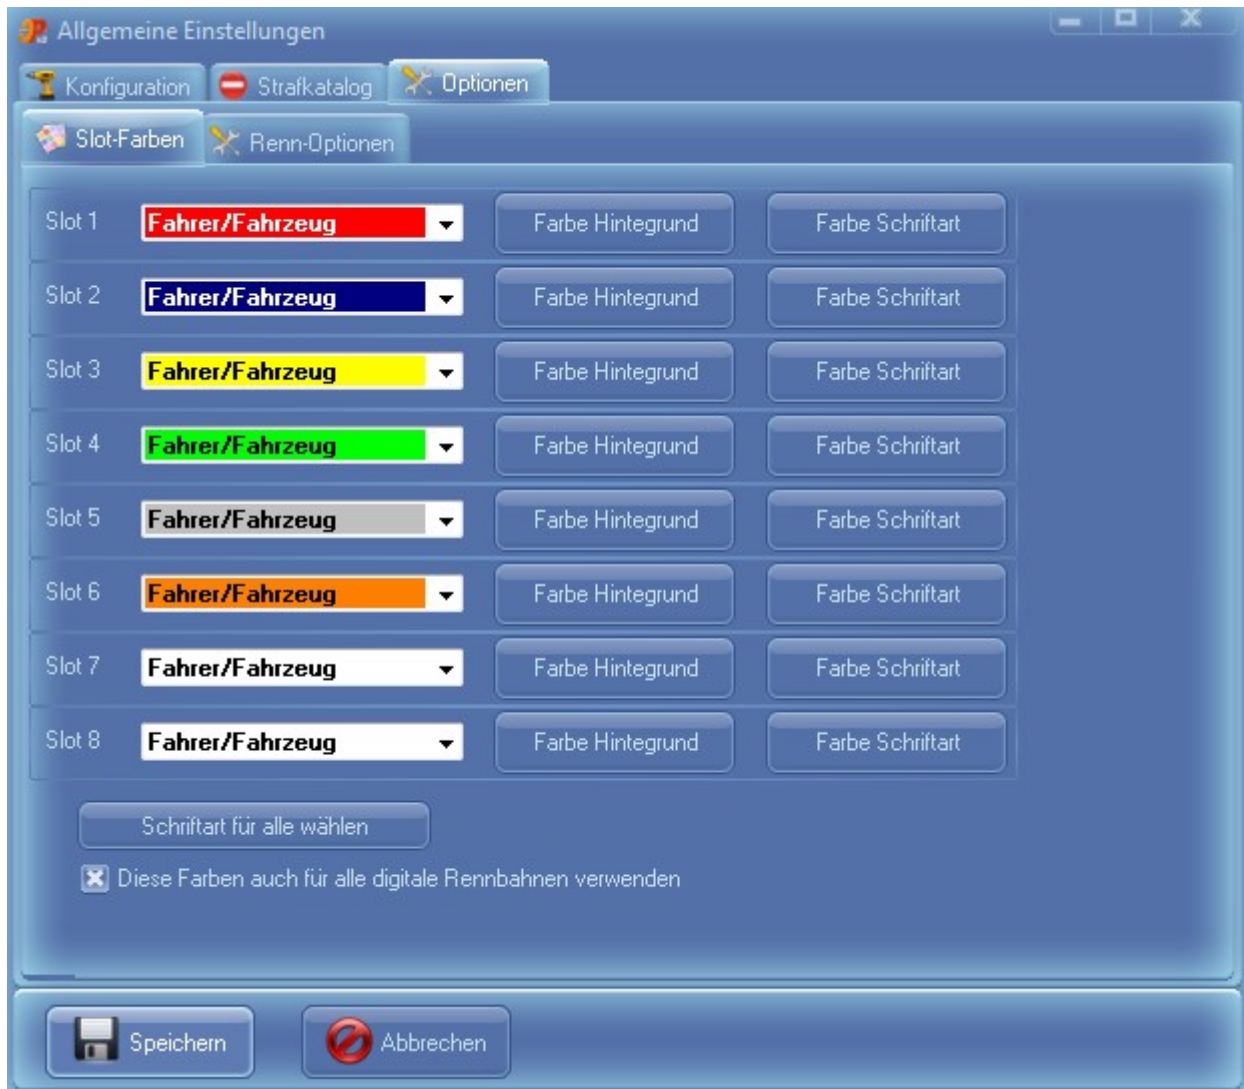 Allgemeine Einstellungen
Konfiguration Strafkatalog Optionen
Slot-Farben Renn-Optionen
Slot 1 Fahrer/Fahrzeug Farbe Hintegrund Farbe Schriftart
Slot 2 Fahrer/Fahrzeug Farbe Hintegrund Farbe Schriftart
Slot 3 Fahrer/Fahrzeug Farbe Hintegrund Farbe Schriftart
Slot 4 Fahrer/Fahrzeug Farbe Hintegrund Farbe Schriftart
Slot 5 Fahrer/Fahrzeug Farbe Hintegrund Farbe Schriftart
Slot 6 Fahrer/Fahrzeug Farbe Hintegrund Farbe Schriftart
Slot 7 Fahrer/Fahrzeug Farbe Hintegrund Farbe Schriftart
Slot 8 Fahrer/Fahrzeug Farbe Hintegrund Farbe Schriftart
Schriftart für alle wählen
Diese Farben auch für alle digitale Rennbahnen verwenden
Speichern Abbrechen